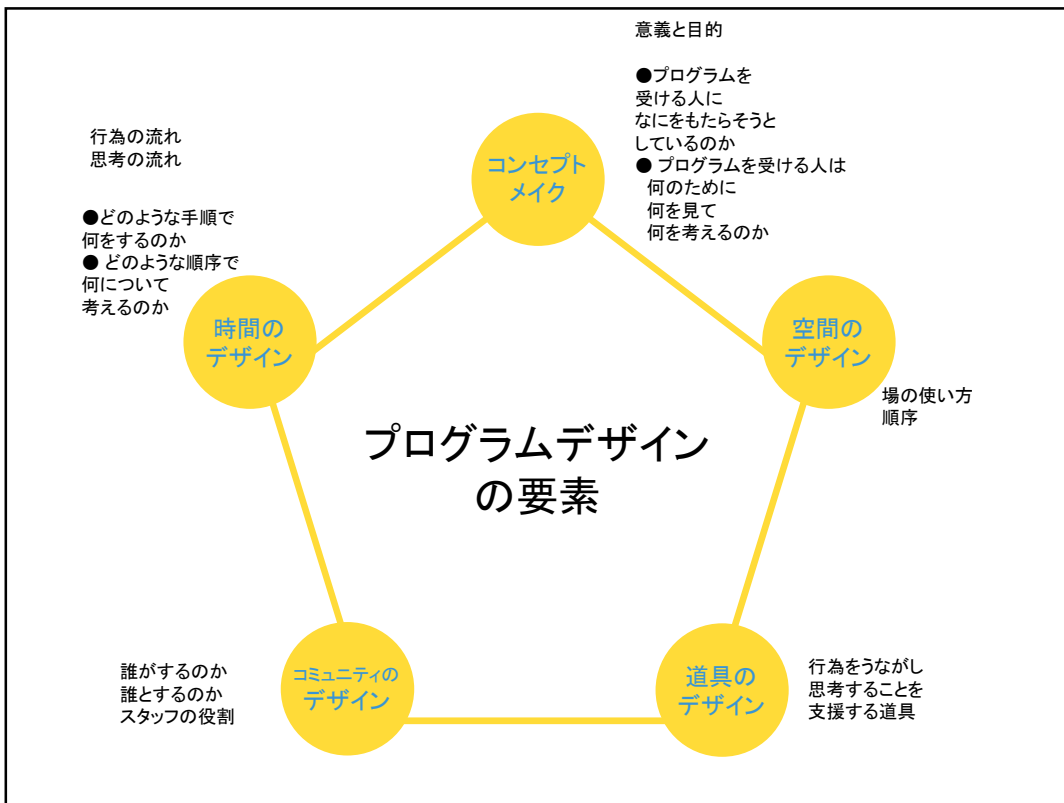 意義と目的
●プログラムを
受ける人に
なにをもたらそうと
しているのか
● プログラムを受ける人は
何のために
何を見て
何を考えるのか
コンセプト
メイク
行為の流れ
思考の流れ
●どのような手順で
何をするのか
● どのような順序で
何について
考えるのか
時間の
デザイン
空間の
デザイン
場の使い方
順序
プログラムデザイン
の要素
誰がするのか
誰とするのか
スタッフの役割
コミュニティの
デザイン
道具の
デザイン
行為をうながし
思考することを
支援する道具